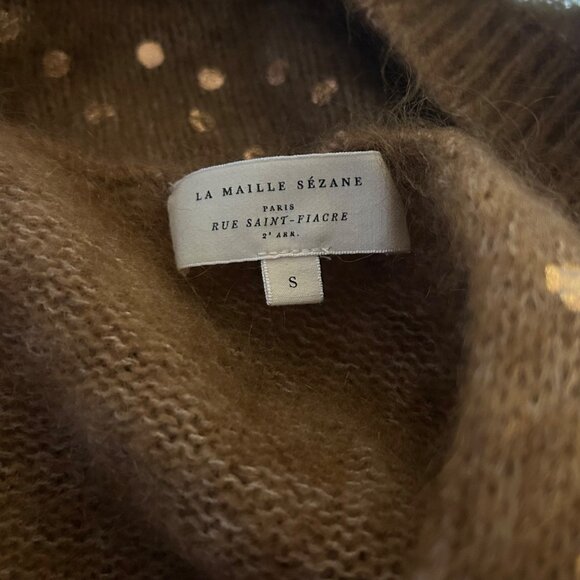 LA MAILLE SÉZANE
PARIS
RUE SAINT-FIACRE
2ᵉ ARR.
S